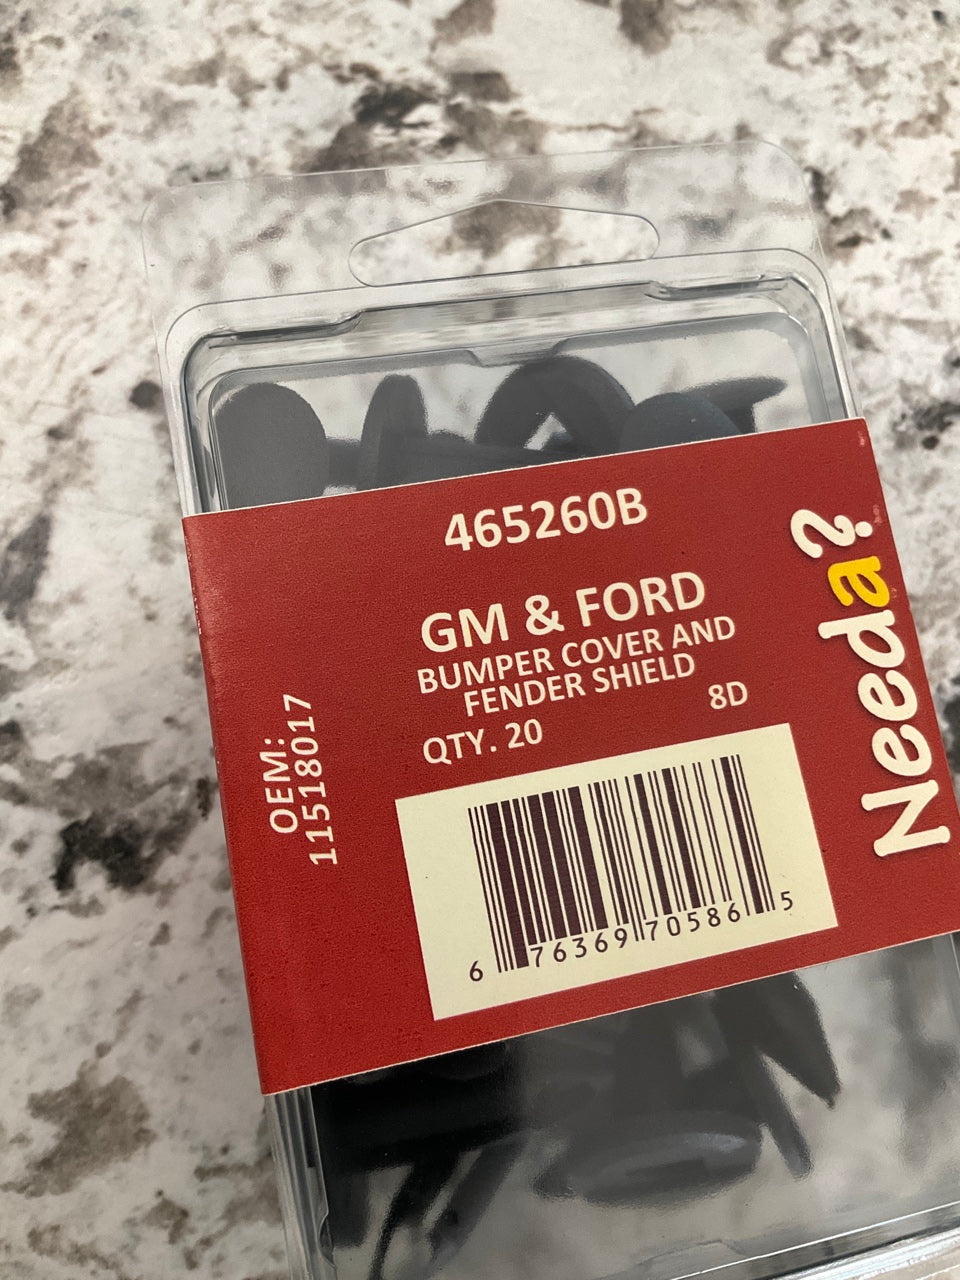 465260B
GM & FORD
BUMPER COVER AND
FENDER SHIELD
QTY. 20 8D
OEM:
11518017
Needa?
6 76369 70586 5